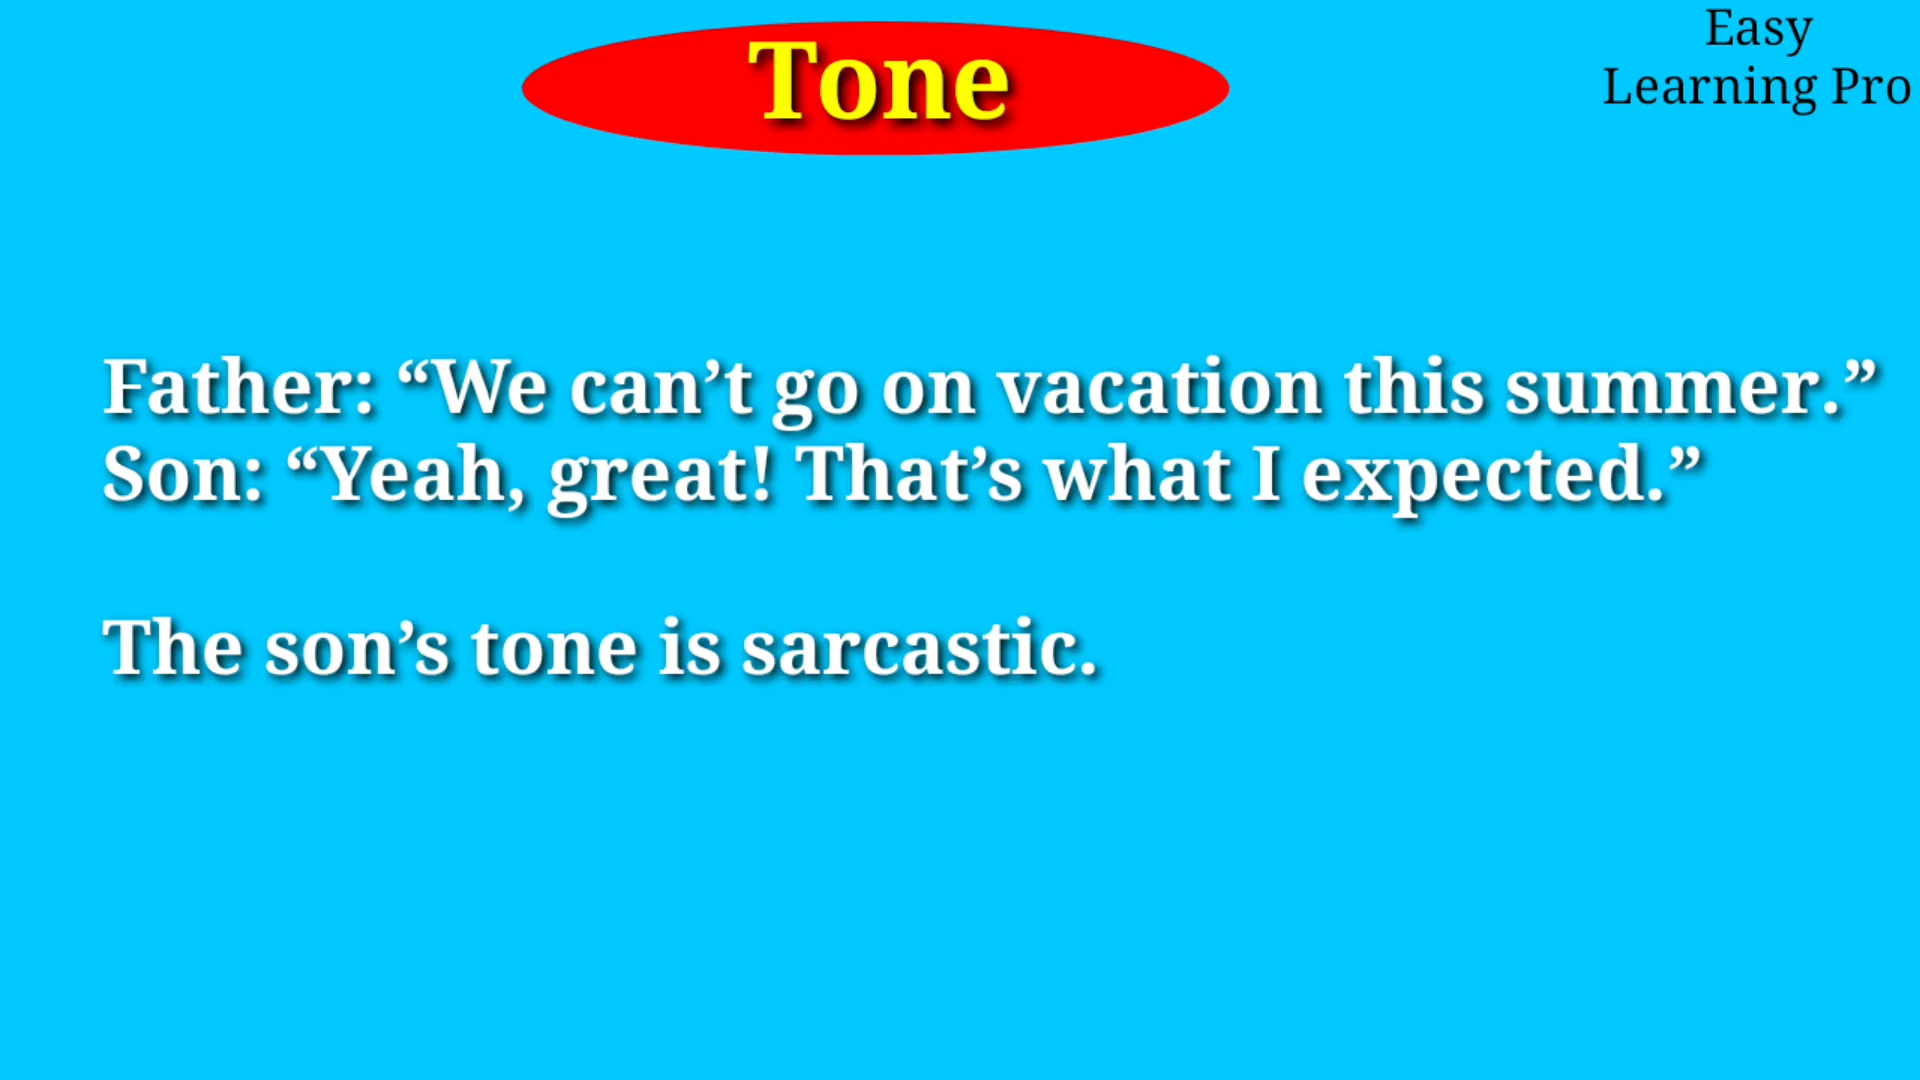 Tone
Easy
Learning Pro
Father: “We can’t go on vacation this summer.”
Son: “Yeah, great! That’s what I expected.”
The son’s tone is sarcastic.